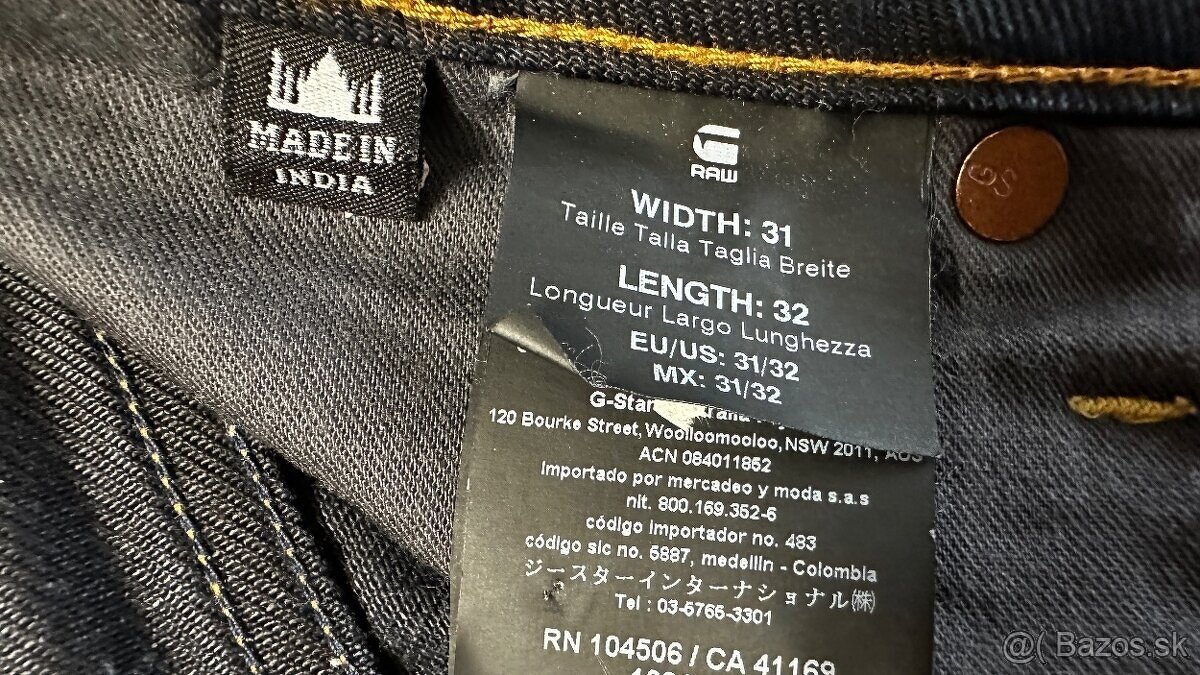 MADE IN
INDIA
RAW
WIDTH: 31
Taille Talla Taglia Breite
LENGTH: 32
Longueur Largo Lunghezza
EU/US: 31/32
MX: 31/32
G-Star
120 Bourke Street, Woolloomooloo, NSW 2011, AUS
ACN 084011852
Importado por mercadeo y moda s.a.s
nit. 800.169.352-6
código importador no. 483
código sic no. 5887, medellin - Colombia
ジースターインターナショナル㈱
Tel : 03-5765-3301
RN 104506 / CA 41169
GS
@( Bazos.sk